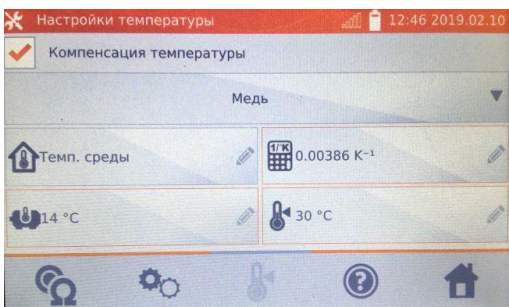 Настройки температуры 12:46 2019.02.10
Компенсация температуры
Медь
Темп. среды 1/°K 0.00386 K⁻¹
14 °C 30 °C
?